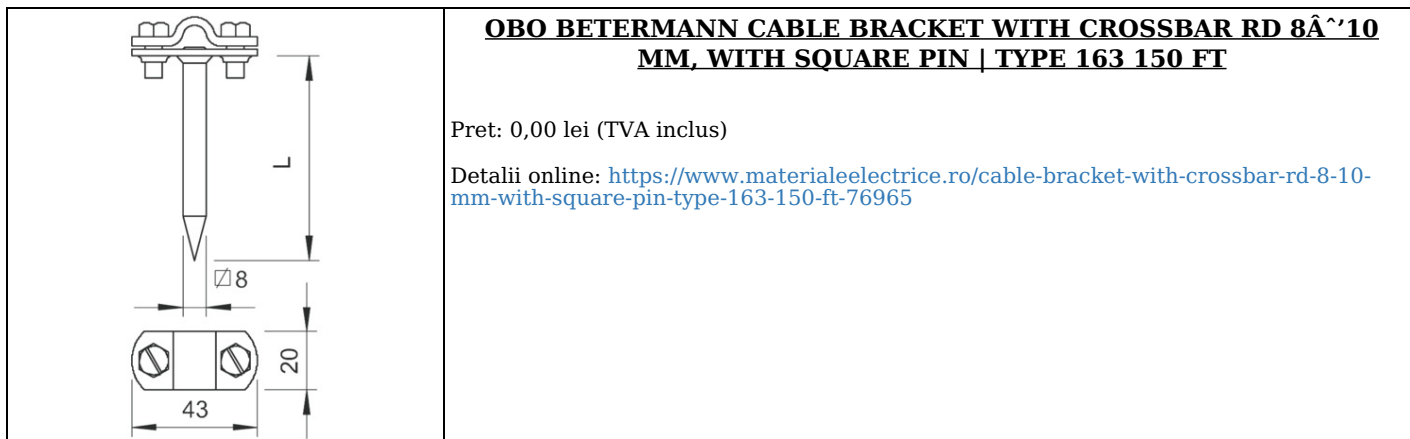 OBO BETERMANN CABLE BRACKET WITH CROSSBAR RD 8Âˆ’10
MM, WITH SQUARE PIN | TYPE 163 150 FT
Pret: 0,00 lei (TVA inclus)
Detalii online: https://www.materialeelectrice.ro/cable-bracket-with-crossbar-rd-8-10-
mm-with-square-pin-type-163-150-ft-76965
L
8
20
43